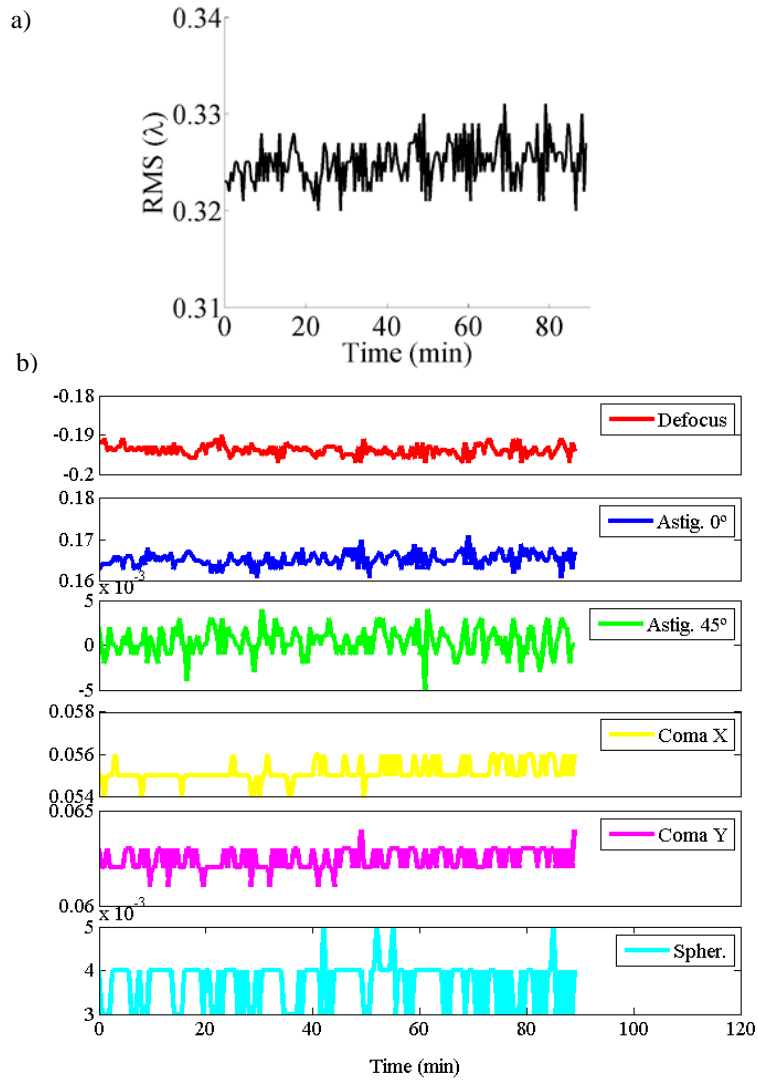 a)
0.34
0.33
0.32
0.31
RMS (λ)
0 20 40 60 80
Time (min)
b)
-0.18
-0.19
-0.2
Defocus
0.18
0.17
0.16
Astig. 0º
x 10⁻³
5
0
-5
Astig. 45º
0.058
0.056
0.054
Coma X
0.065
0.06
Coma Y
x 10⁻³
5
4
3
Spher.
0 20 40 60 80 100 120
Time (min)